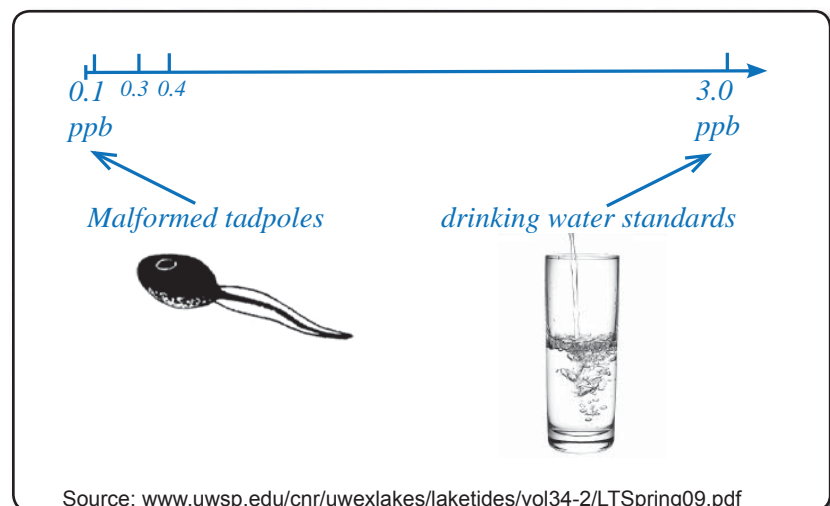 0.1 0.3 0.4 3.0
ppb ppb
Malformed tadpoles drinking water standards
Source: www.uwsp.edu/cnr/uwexlakes/laketides/vol34-2/LTSpring09.pdf